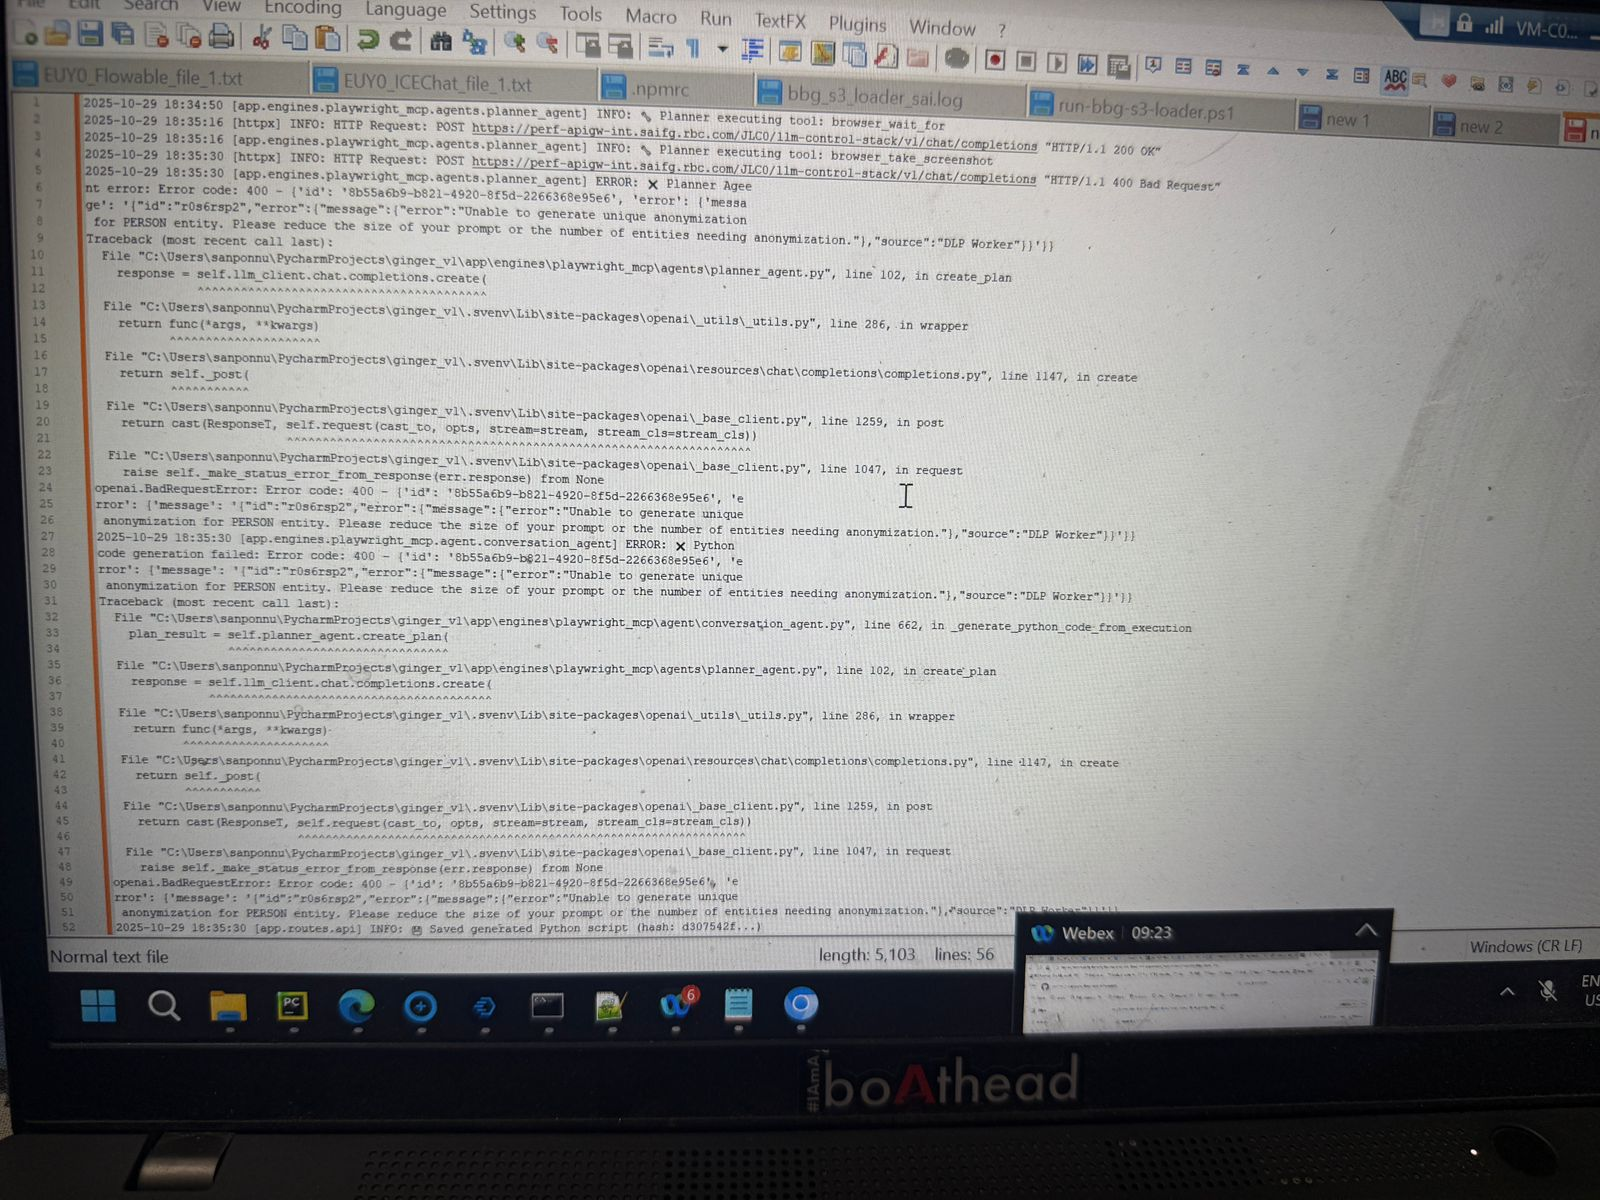 File Edit Search View Encoding Language Settings Tools Macro Run TextFX Plugins Window ?
VM-C0...
ABC
EUY0_Flowable_file_1.txt EUY0_ICEChat_file_1.txt .npmrc bbg_s3_loader_sai.log run-bbg-s3-loader.ps1 new 1 new 2 n
1 2025-10-29 18:34:50 [app.engines.playwright_mcp.agents.planner_agent] INFO: Planner executing tool: browser_wait_for
2 2025-10-29 18:35:16 [httpx] INFO: HTTP Request: POST https://perf-apigw-int.saifg.rbc.com/JLC0/llm-control-stack/v1/chat/completions "HTTP/1.1 200 OK"
3 2025-10-29 18:35:16 [app.engines.playwright_mcp.agents.planner_agent] INFO: Planner executing tool: browser_take_screenshot
4 2025-10-29 18:35:30 [httpx] INFO: HTTP Request: POST https://perf-apigw-int.saifg.rbc.com/JLC0/llm-control-stack/v1/chat/completions "HTTP/1.1 400 Bad Request"
5 2025-10-29 18:35:30 [app.engines.playwright_mcp.agents.planner_agent] ERROR: ❌ Planner Agee
6 nt error: Error code: 400 - {'id': '8b55a6b9-b821-4920-8f5d-2266368e95e6', 'error': {'messa
7 ge': '{"id":"r0s6rsp2","error":{"message":{"error":"Unable to generate unique anonymization
8 for PERSON entity. Please reduce the size of your prompt or the number of entities needing anonymization."},"source":"DLP Worker"}}'}}
9 Traceback (most recent call last):
10 File "C:\Users\sanponnu\PycharmProjects\ginger_v1\app\engines\playwright_mcp\agents\planner_agent.py", line 102, in create_plan
11 response = self.llm_client.chat.completions.create(
12 ^^^^^^^^^^^^^^^^^^^^^^^^^^^^^^^^^^^^^^^^
13 File "C:\Users\sanponnu\PycharmProjects\ginger_v1\.svenv\Lib\site-packages\openai\_utils\_utils.py", line 286, in wrapper
14 return func(*args, **kwargs)
15 ^^^^^^^^^^^^^^^^^^^^^
16 File "C:\Users\sanponnu\PycharmProjects\ginger_v1\.svenv\Lib\site-packages\openai\resources\chat\completions\completions.py", line 1147, in create
17 return self._post(
18 ^^^^^^^^^^^
19 File "C:\Users\sanponnu\PycharmProjects\ginger_v1\.svenv\Lib\site-packages\openai\_base_client.py", line 1259, in post
20 return cast(ResponseT, self.request(cast_to, opts, stream=stream, stream_cls=stream_cls))
21 ^^^^^^^^^^^^^^^^^^^^^^^^^^^^^^^^^^^^^^^^^^^^^^^^^^^^^^^^^^^^^^^^^
22 File "C:\Users\sanponnu\PycharmProjects\ginger_v1\.svenv\Lib\site-packages\openai\_base_client.py", line 1047, in request
23 raise self._make_status_error_from_response(err.response) from None
24 openai.BadRequestError: Error code: 400 - {'id': '8b55a6b9-b821-4920-8f5d-2266368e95e6', 'e
25 rror': {'message': '{"id":"r0s6rsp2","error":{"message":{"error":"Unable to generate unique
26 anonymization for PERSON entity. Please reduce the size of your prompt or the number of entities needing anonymization."},"source":"DLP Worker"}}'}}
27 2025-10-29 18:35:30 [app.engines.playwright_mcp.agent.conversation_agent] ERROR: ❌ Python
28 code generation failed: Error code: 400 - {'id': '8b55a6b9-b821-4920-8f5d-2266368e95e6', 'e
29 rror': {'message': '{"id":"r0s6rsp2","error":{"message":{"error":"Unable to generate unique
30 anonymization for PERSON entity. Please reduce the size of your prompt or the number of entities needing anonymization."},"source":"DLP Worker"}}'}}
31 Traceback (most recent call last):
32 File "C:\Users\sanponnu\PycharmProjects\ginger_v1\app\engines\playwright_mcp\agent\conversation_agent.py", line 662, in _generate_python_code_from_execution
33 plan_result = self.planner_agent.create_plan(
34 ^^^^^^^^^^^^^^^^^^^^^^^^^^^^^^^
35 File "C:\Users\sanponnu\PycharmProjects\ginger_v1\app\engines\playwright_mcp\agents\planner_agent.py", line 102, in create_plan
36 response = self.llm_client.chat.completions.create(
37 ^^^^^^^^^^^^^^^^^^^^^^^^^^^^^^^^^^^^^^^^
38 File "C:\Users\sanponnu\PycharmProjects\ginger_v1\.svenv\Lib\site-packages\openai\_utils\_utils.py", line 286, in wrapper
39 return func(*args, **kwargs)
40 ^^^^^^^^^^^^^^^^^^^^^
41 File "C:\Users\sanponnu\PycharmProjects\ginger_v1\.svenv\Lib\site-packages\openai\resources\chat\completions\completions.py", line 1147, in create
42 return self._post(
43 ^^^^^^^^^^^
44 File "C:\Users\sanponnu\PycharmProjects\ginger_v1\.svenv\Lib\site-packages\openai\_base_client.py", line 1259, in post
45 return cast(ResponseT, self.request(cast_to, opts, stream=stream, stream_cls=stream_cls))
46 ^^^^^^^^^^^^^^^^^^^^^^^^^^^^^^^^^^^^^^^^^^^^^^^^^^^^^^^^^^^^^^^^^
47 File "C:\Users\sanponnu\PycharmProjects\ginger_v1\.svenv\Lib\site-packages\openai\_base_client.py", line 1047, in request
48 raise self._make_status_error_from_response(err.response) from None
49 openai.BadRequestError: Error code: 400 - {'id': '8b55a6b9-b821-4920-8f5d-2266368e95e6', 'e
50 rror': {'message': '{"id":"r0s6rsp2","error":{"message":{"error":"Unable to generate unique
51 anonymization for PERSON entity. Please reduce the size of your prompt or the number of entities needing anonymization."},"source":"DLP Worker"}}'}}
52 2025-10-29 18:35:30 [app.routes.api] INFO: Saved generated Python script (hash: d307542f...)
Webex 09:23
Normal text file length: 5,103 lines: 56 Windows (CR LF)
PC 6 EN
US
#IAmA boAthead